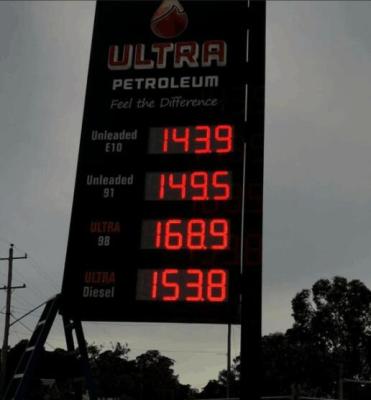 ULTRA
PETROLEUM
Feel the Difference
Unleaded
E10
143.9
Unleaded
91
149.5
ULTRA
98
168.9
ULTRA
Diesel
153.8